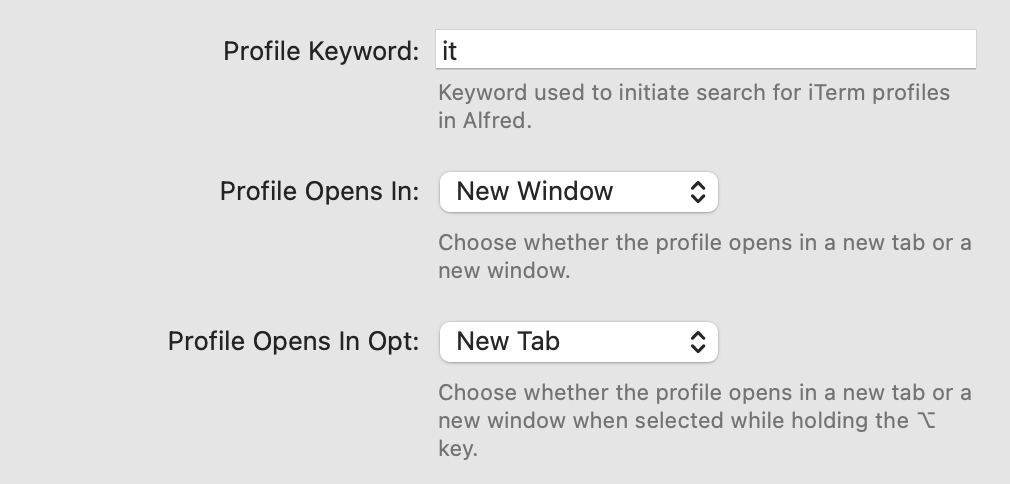 Profile Keyword: it
Keyword used to initiate search for iTerm profiles
in Alfred.
Profile Opens In: New Window
Choose whether the profile opens in a new tab or a
new window.
Profile Opens In Opt: New Tab
Choose whether the profile opens in a new tab or a
new window when selected while holding the ⌥
key.